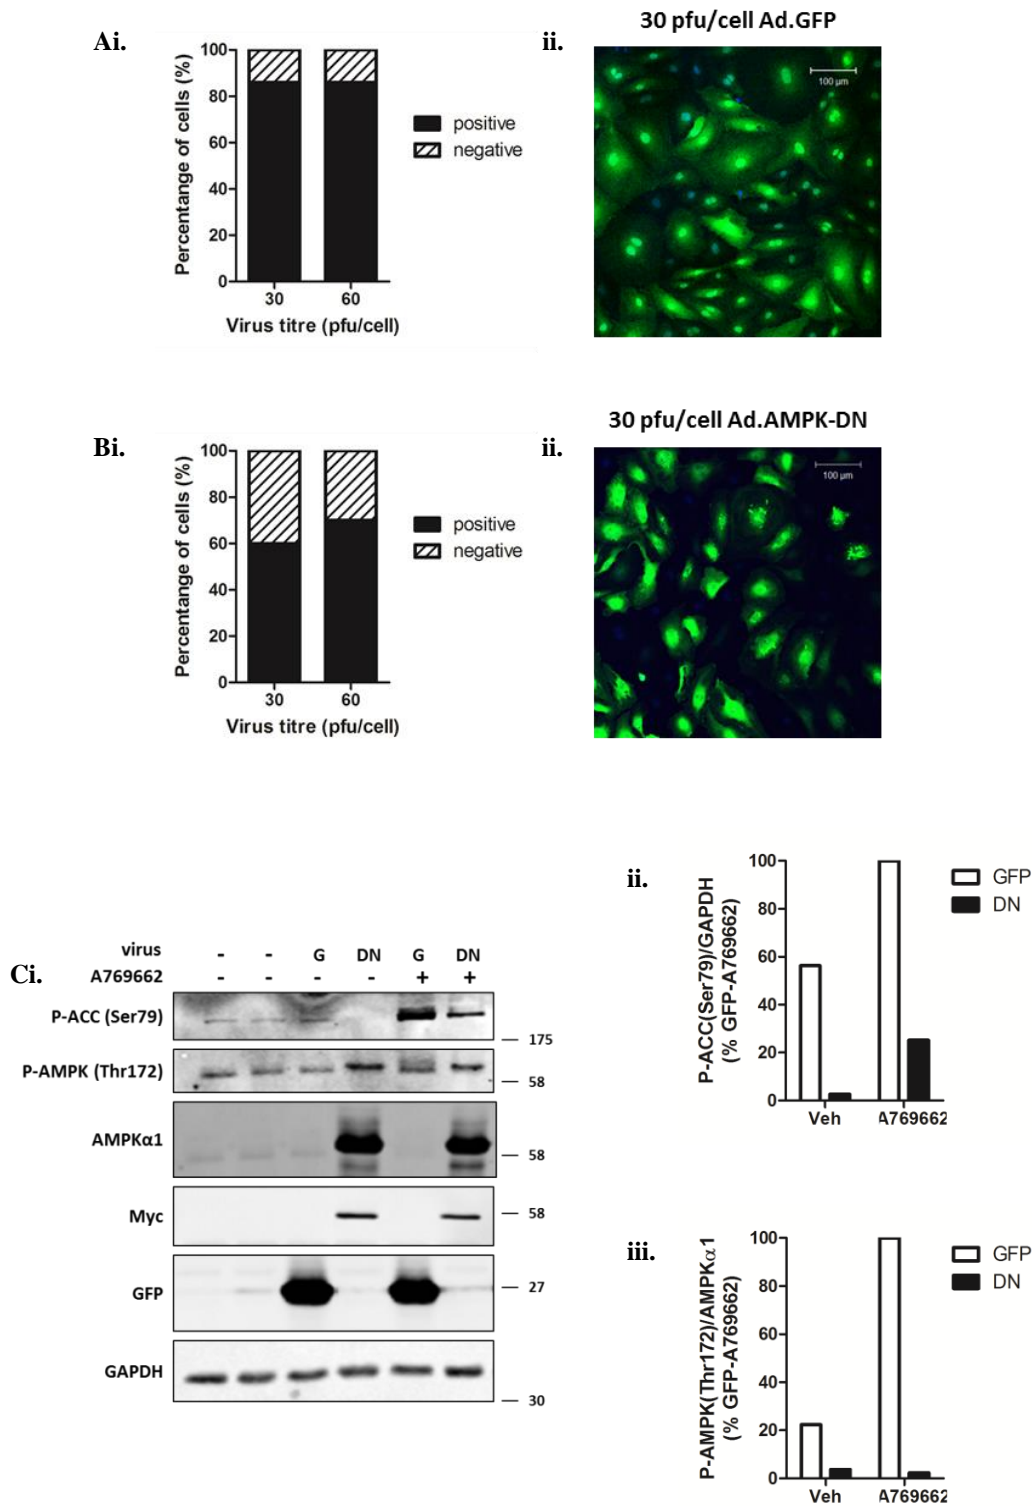 Ai.
100
80
60
40
20
0
Percentange of cells (%)
30
60
Virus titre (pfu/cell)
positive
negative
ii.
30 pfu/cell Ad.GFP
100 µm
Bi.
100
80
60
40
20
0
Percentange of cells (%)
30
60
Virus titre (pfu/cell)
positive
negative
ii.
30 pfu/cell Ad.AMPK-DN
100 µm
Ci.
virus - - G DN G DN
A769662 - - - - + +
P-ACC (Ser79)
175
P-AMPK (Thr172)
58
AMPKα1
58
Myc
58
GFP
27
GAPDH
30
ii.
P-ACC(Ser79)/GAPDH
(% GFP-A769662)
100
80
60
40
20
0
Veh
A769662
GFP
DN
iii.
P-AMPK(Thr172)/AMPKα1
(% GFP-A769662)
100
80
60
40
20
0
Veh
A769662
GFP
DN